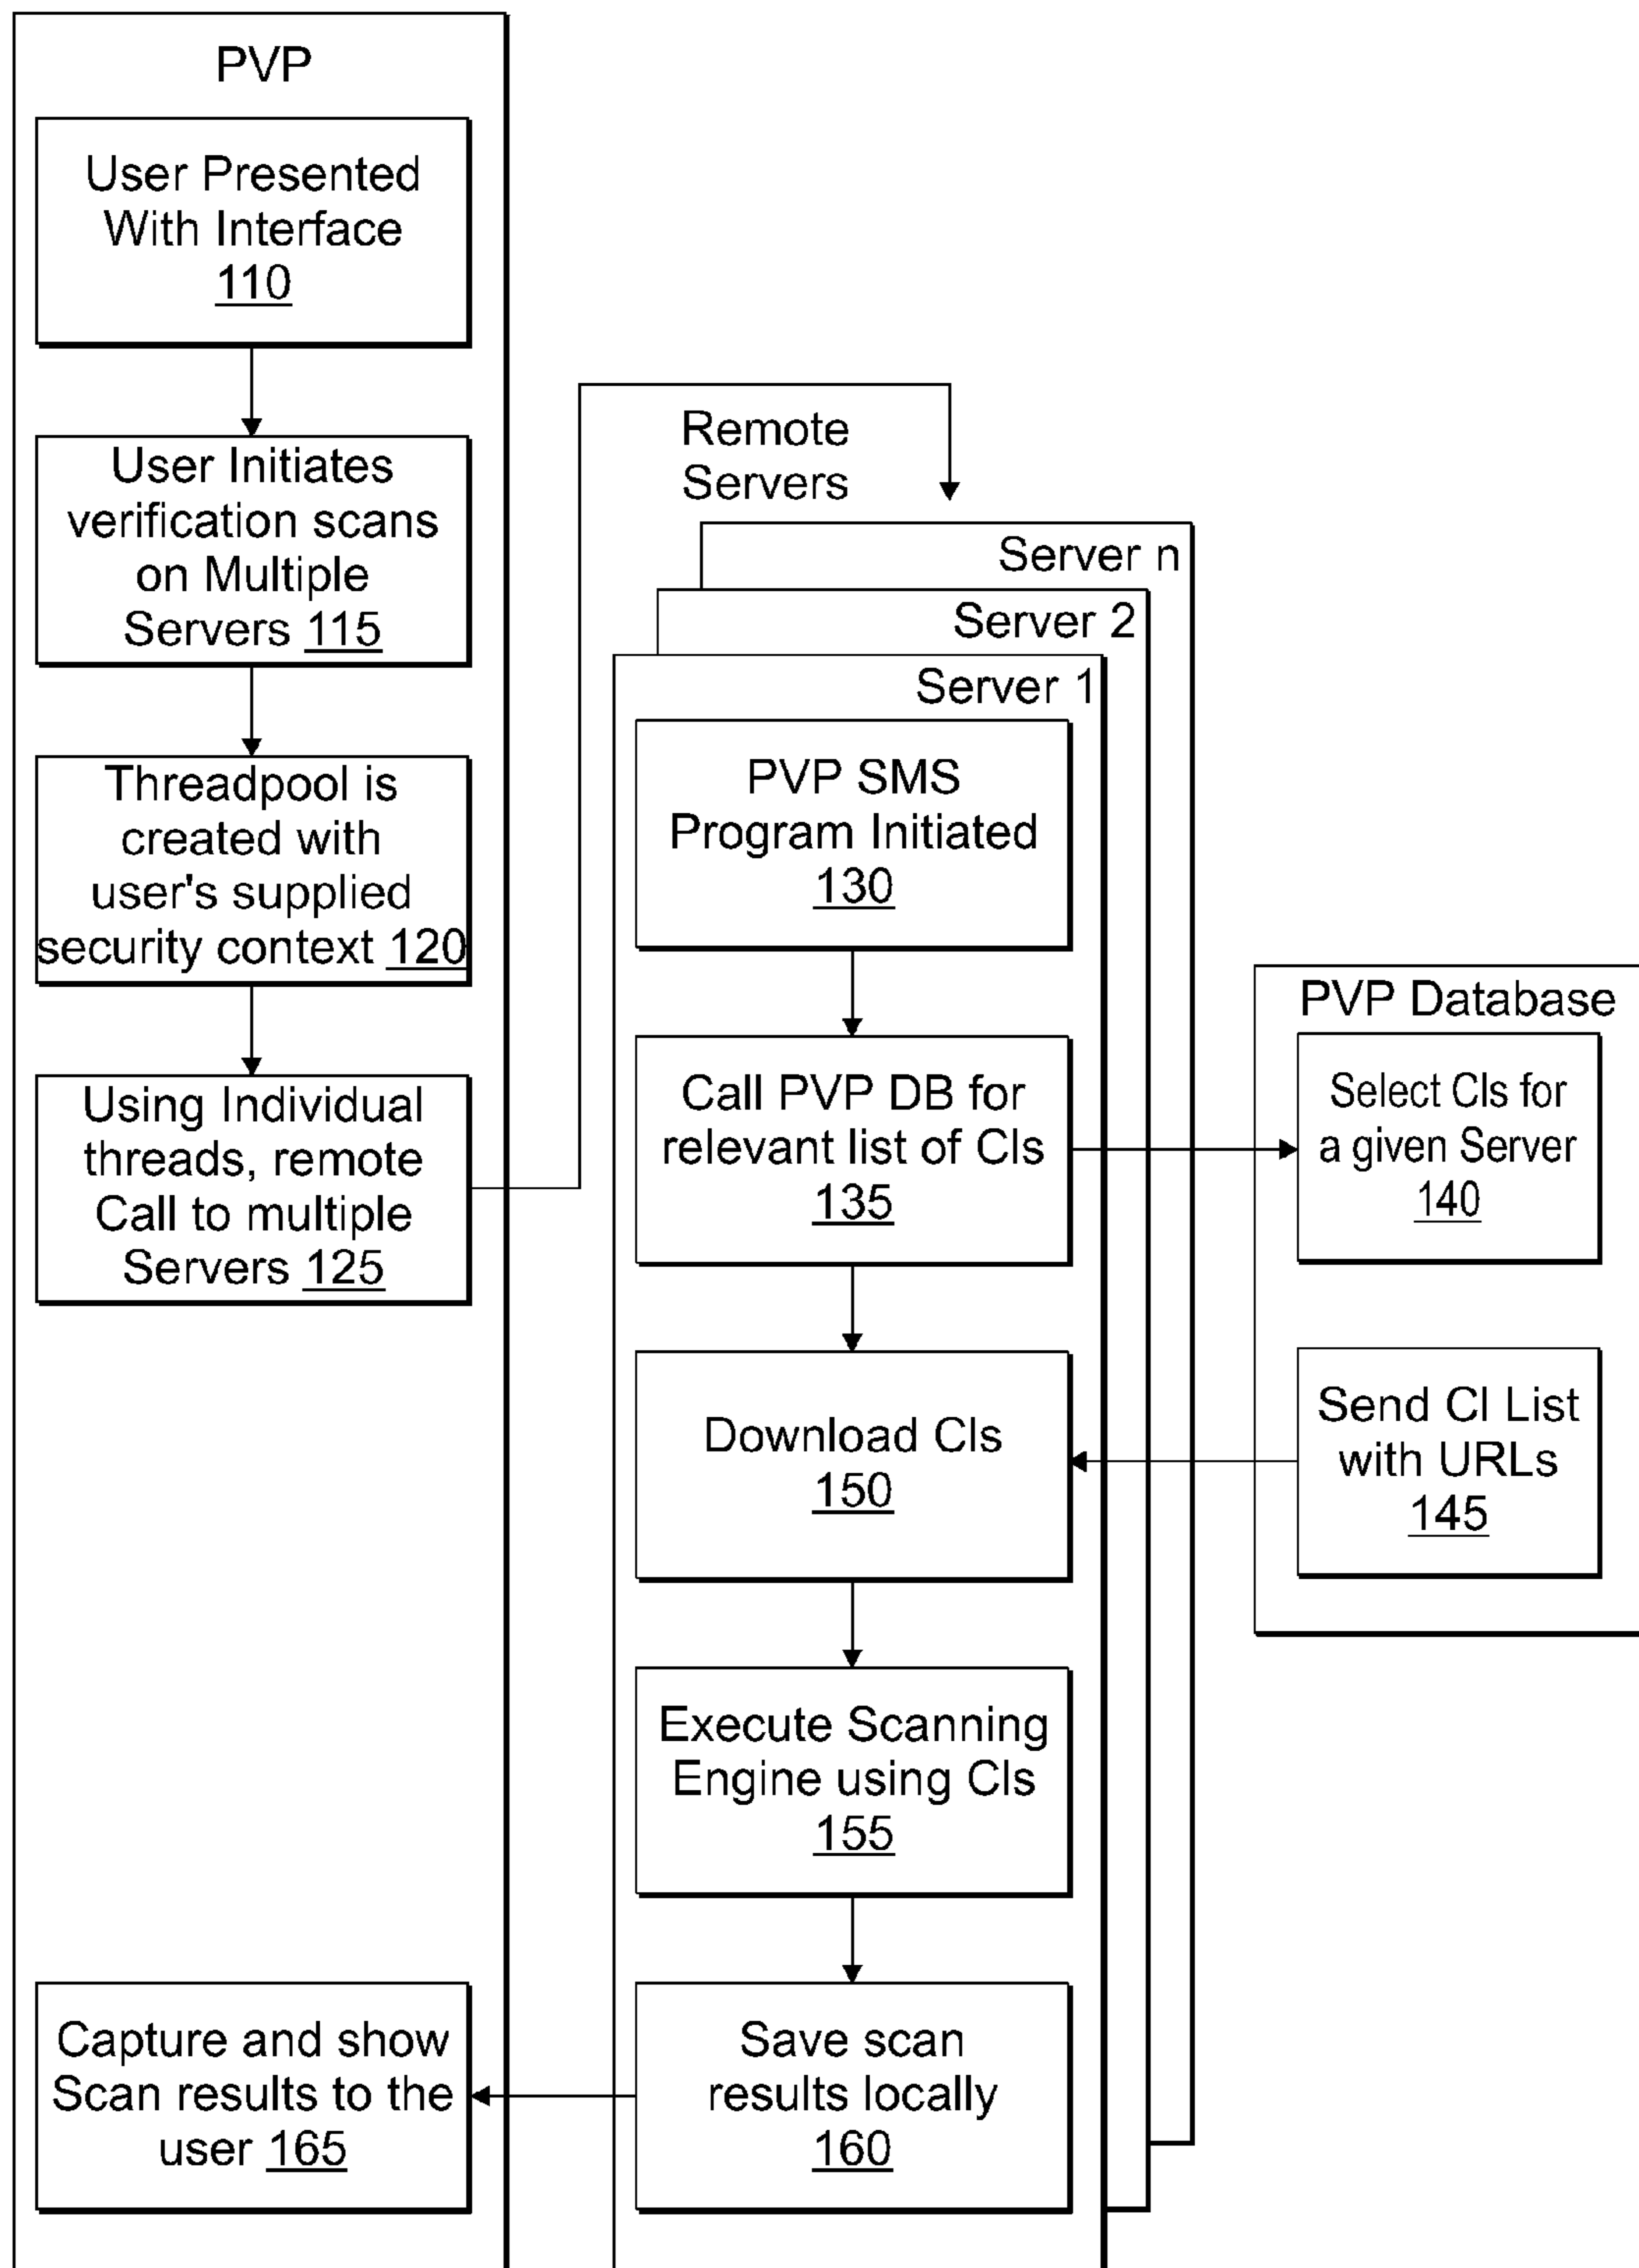 PVP
User Presented
With Interface
110
User Initiates
verification scans
on Multiple
Servers 115
Threadpool is
created with
user's supplied
security context 120
Using Individual
threads, remote
Call to multiple
Servers 125
Remote
Servers
Server n
Server 2
Server 1
PVP SMS
Program Initiated
130
Call PVP DB for
relevant list of CIs
135
PVP Database
Select CIs for
a given Server
140
Send CI List
with URLs
145
Download CIs
150
Execute Scanning
Engine using CIs
155
Save scan
results locally
160
Capture and show
Scan results to the
user 165